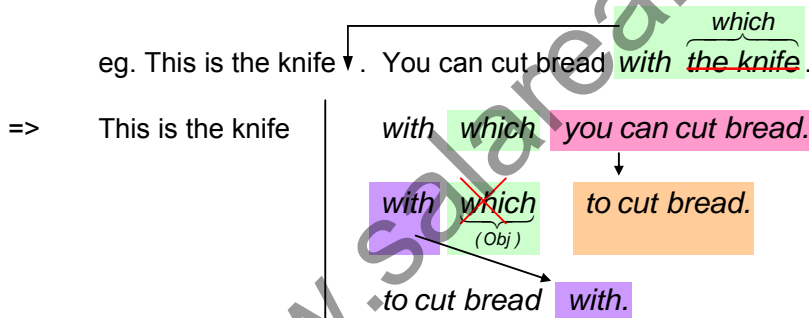 which
eg. This is the knife . You can cut bread with the knife .
=> This is the knife with which you can cut bread.
with which to cut bread.
(Obj)
to cut bread with.
w.salarea